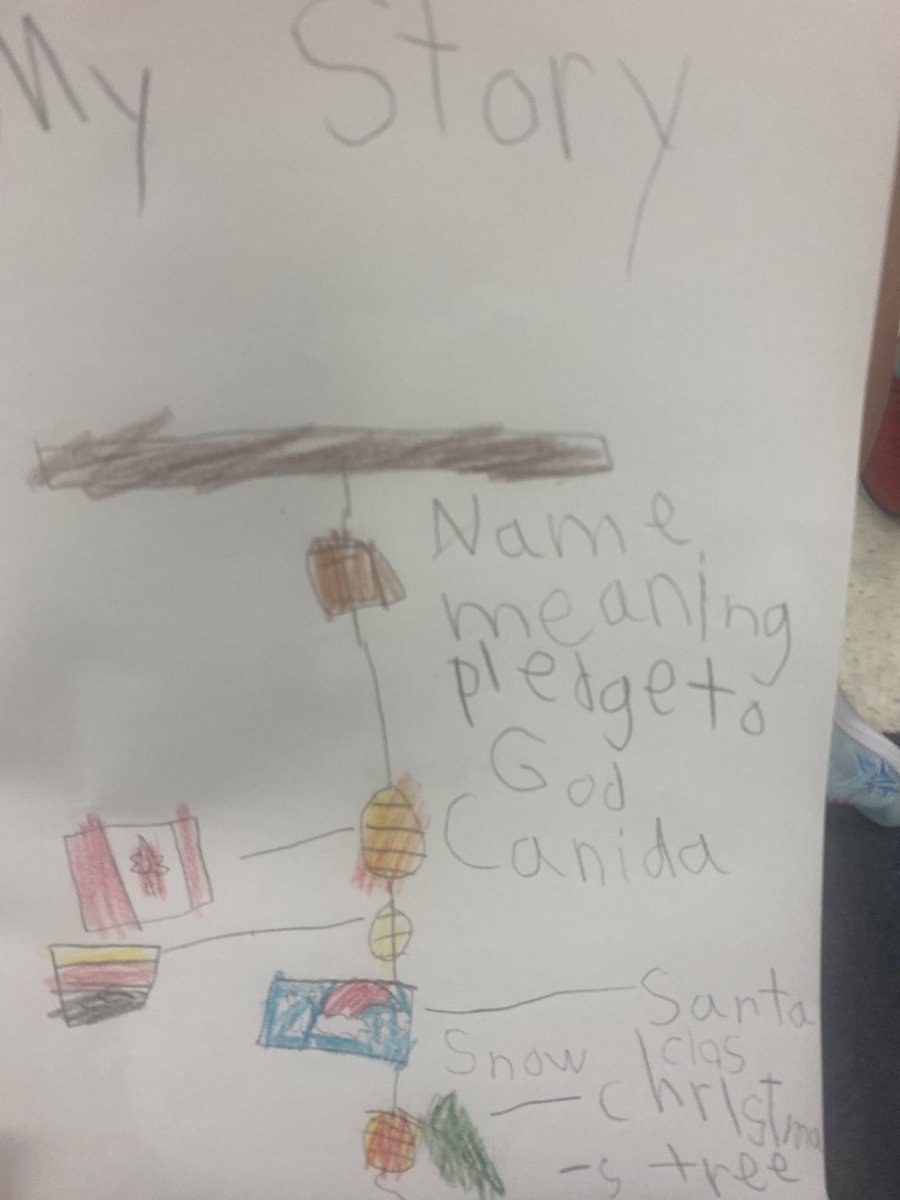 My Story
Name
meaning
pledge to
God
Canida
Santa
Snow clas
christma
-s tree